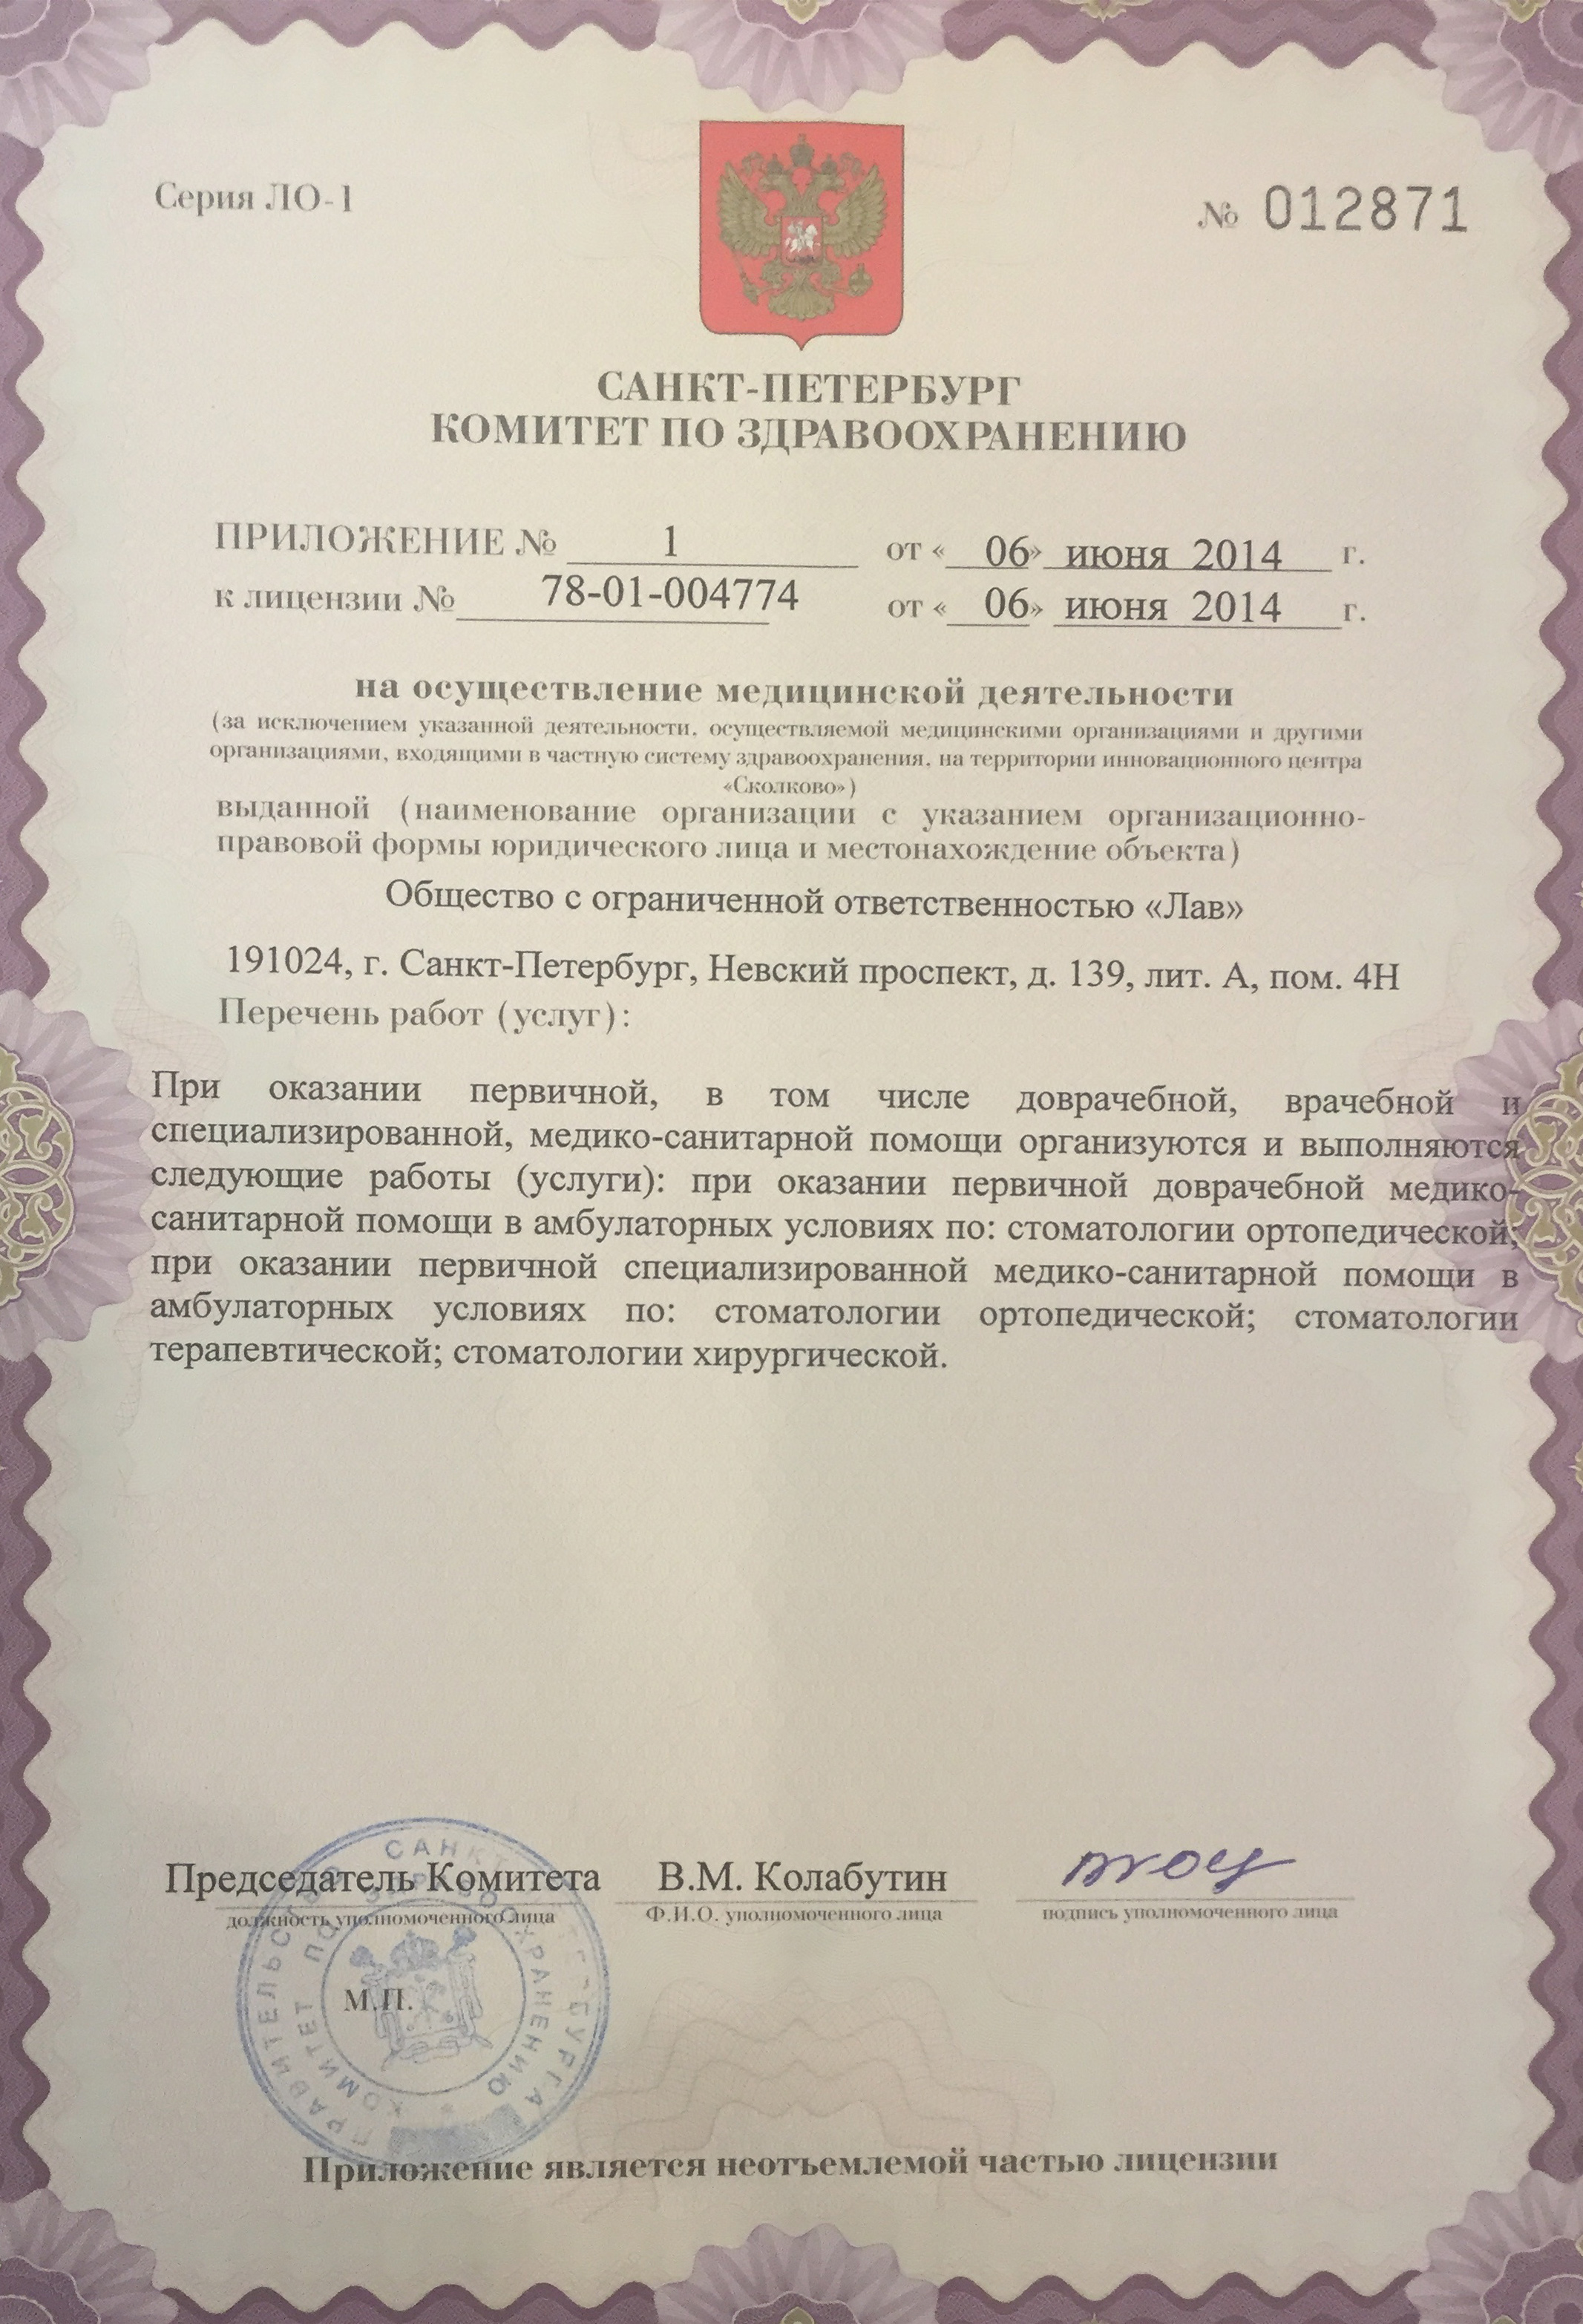 Серия ЛО-1
№ 012871
САНКТ-ПЕТЕРБУРГ
КОМИТЕТ ПО ЗДРАВООХРАНЕНИЮ
ПРИЛОЖЕНИЕ № 1 от «06» июня 2014 г.
к лицензии № 78-01-004774 от «06» июня 2014 г.
на осуществление медицинской деятельности
(за исключением указанной деятельности, осуществляемой медицинскими организациями и другими
организациями, входящими в частную систему здравоохранения, на территории инновационного центра
«Сколково»)
выданной (наименование организации с указанием организационно-
правовой формы юридического лица и местонахождение объекта)
Общество с ограниченной ответственностью «Лав»
191024, г. Санкт-Петербург, Невский проспект, д. 139, лит. А, пом. 4Н
Перечень работ (услуг):
При оказании первичной, в том числе доврачебной, врачебной и
специализированной, медико-санитарной помощи организуются и выполняются
следующие работы (услуги): при оказании первичной доврачебной медико-
санитарной помощи в амбулаторных условиях по: стоматологии ортопедической;
при оказании первичной специализированной медико-санитарной помощи в
амбулаторных условиях по: стоматологии ортопедической; стоматологии
терапевтической; стоматологии хирургической.
Председатель Комитета В.М. Колабутин
должность уполномоченного лица Ф.И.О. уполномоченного лица подпись уполномоченного лица
М.П.
КОМИТЕТ ПО ЗДРАВООХРАНЕНИЮ
Приложение является неотъемлемой частью лицензии